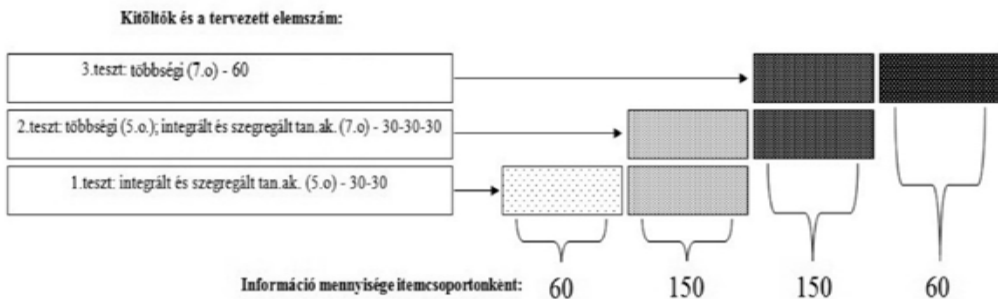 Kitöltők és a tervezett elemszám:
3.teszt: többségi (7.o) - 60
2.teszt: többségi (5.o.); integrált és szegregált tan.ak. (7.o) - 30-30-30
1.teszt: integrált és szegregált tan.ak. (5.o) - 30-30
Információ mennyisége itemcsoportonként: 60 150 150 60